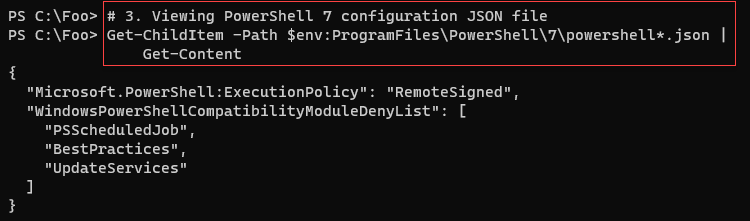 PS C:\Foo> # 3. Viewing PowerShell 7 configuration JSON file
PS C:\Foo> Get-ChildItem -Path $env:ProgramFiles\PowerShell\7\powershell*.json |
               Get-Content
{
  "Microsoft.PowerShell:ExecutionPolicy": "RemoteSigned",
  "WindowsPowerShellCompatibilityModuleDenyList": [
    "PSScheduledJob",
    "BestPractices",
    "UpdateServices"
  ]
}